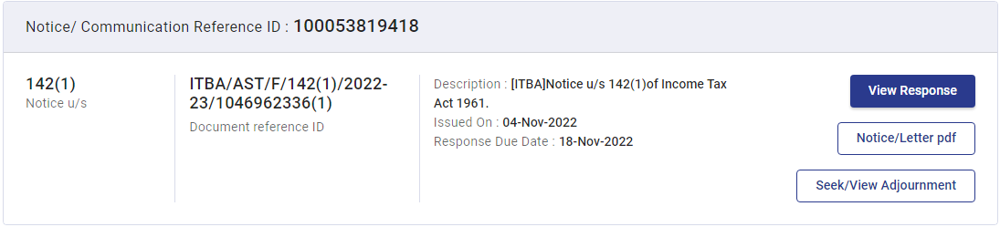 Notice/ Communication Reference ID : 100053819418
142(1)
Notice u/s
ITBA/AST/F/142(1)/2022-
23/1046962336(1)
Document reference ID
Description : [ITBA]Notice u/s 142(1)of Income Tax
Act 1961.
Issued On : 04-Nov-2022
Response Due Date : 18-Nov-2022
View Response
Notice/Letter pdf
Seek/View Adjournment